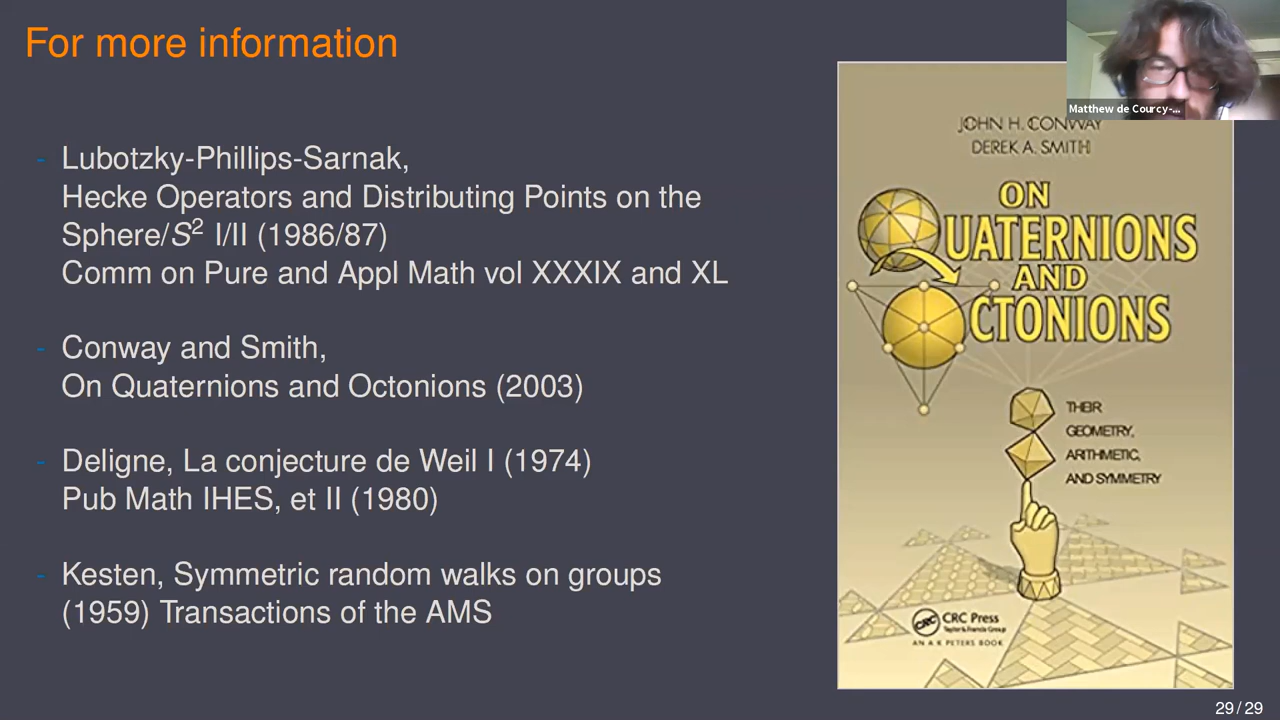 For more information
- Lubotzky-Phillips-Sarnak,
Hecke Operators and Distributing Points on the
Sphere/S² I/II (1986/87)
Comm on Pure and Appl Math vol XXXIX and XL
- Conway and Smith,
On Quaternions and Octonions (2003)
- Deligne, La conjecture de Weil I (1974)
Pub Math IHES, et II (1980)
- Kesten, Symmetric random walks on groups
(1959) Transactions of the AMS
Matthew de Courcy-...
JOHN H. CONWAY
DEREK A. SMITH
ON
QUATERNIONS
AND
OCTONIONS
THEIR
GEOMETRY,
ARITHMETIC,
AND SYMMETRY
CRC
CRC Press
Taylor & Francis Group
AN A K PETERS BOOK
29 / 29